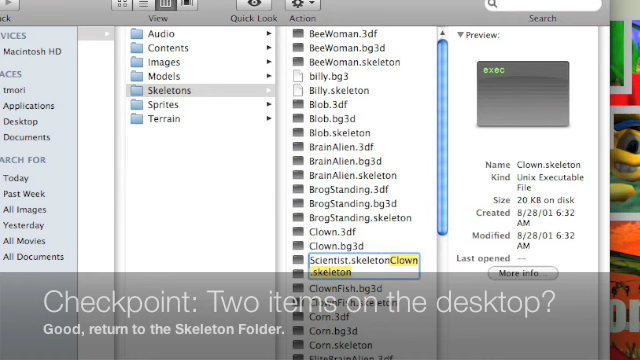 ack
View
Quick Look
Action
Search
VICES
Macintosh HD
ACES
tmori
Applications
Desktop
Documents
ARCH FOR
Today
Past Week
All Images
Yesterday
All Movies
All Documents
Audio
Contents
Images
Models
Skeletons
Sprites
Terrain
BeeWoman.3df
BeeWoman.bg3d
BeeWoman.skeleton
billy.bg3
Billy.skeleton
Blob.3df
Blob.bg3d
Blob.skeleton
BrainAlien.3df
BrainAlien.bg3d
BrainAlien.skeleton
BrogStanding.3df
BrogStanding.bg3d
BrogStanding.skeleton
Clown.3df
Clown.bg3d
Scientist.skeletonClown
.skeleton
ClownFish.bg3d
ClownFish.skeleton
Corn.3df
Corn.bg3d
Corn.skeleton
EliteBrainAlien.3df
Preview:
exec
Name Clown.skeleton
Kind Unix Executable
File
Size 20 KB on disk
Created 8/28/01 6:32
AM
Modified 8/28/01 6:32
AM
Last opened --
More info...
Checkpoint: Two items on the desktop?
Good, return to the Skeleton Folder.